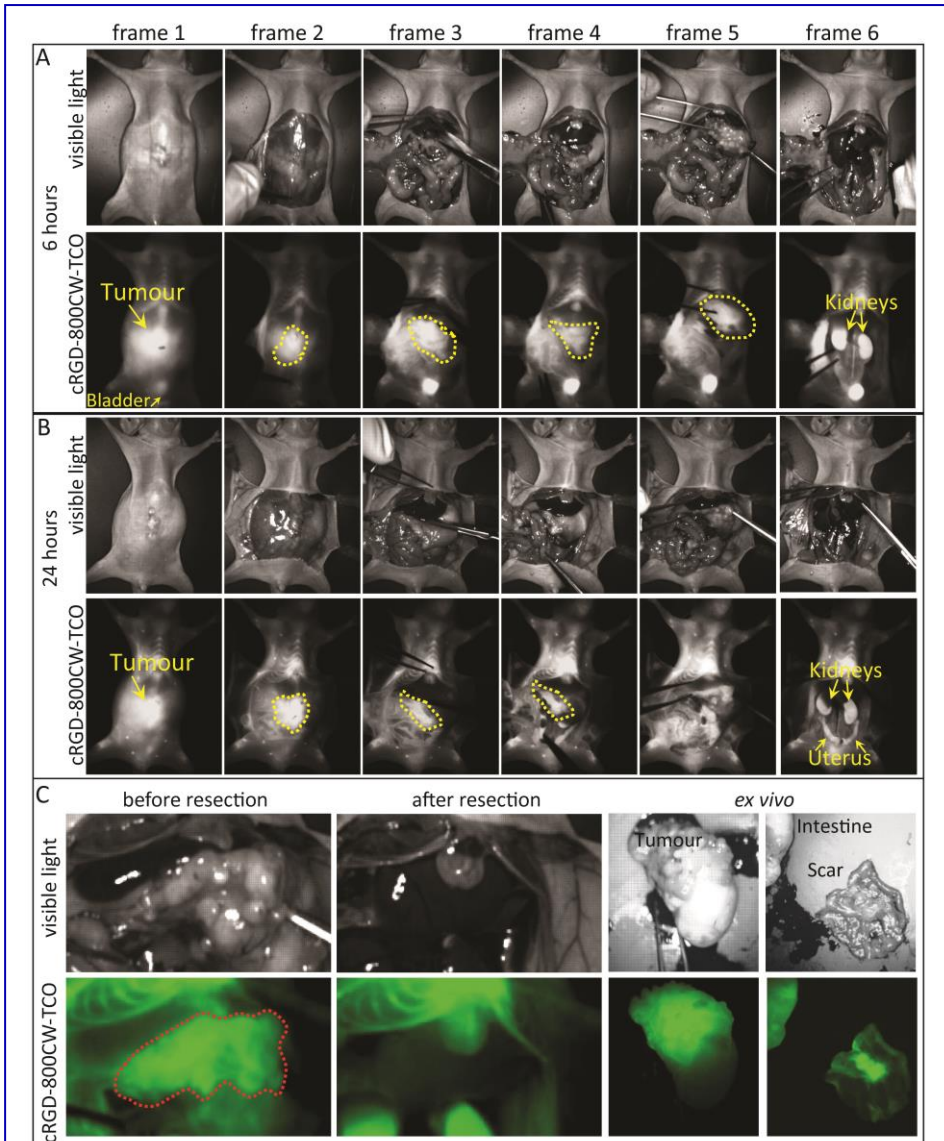 frame 1 frame 2 frame 3 frame 4 frame 5 frame 6
A
6 hours
visible light
cRGD-800CW-TCO
Tumour
Bladder
Kidneys
B
24 hours
visible light
cRGD-800CW-TCO
Tumour
Kidneys
Uterus
C
before resection after resection ex vivo
visible light
Tumour
Intestine
Scar
cRGD-800CW-TCO